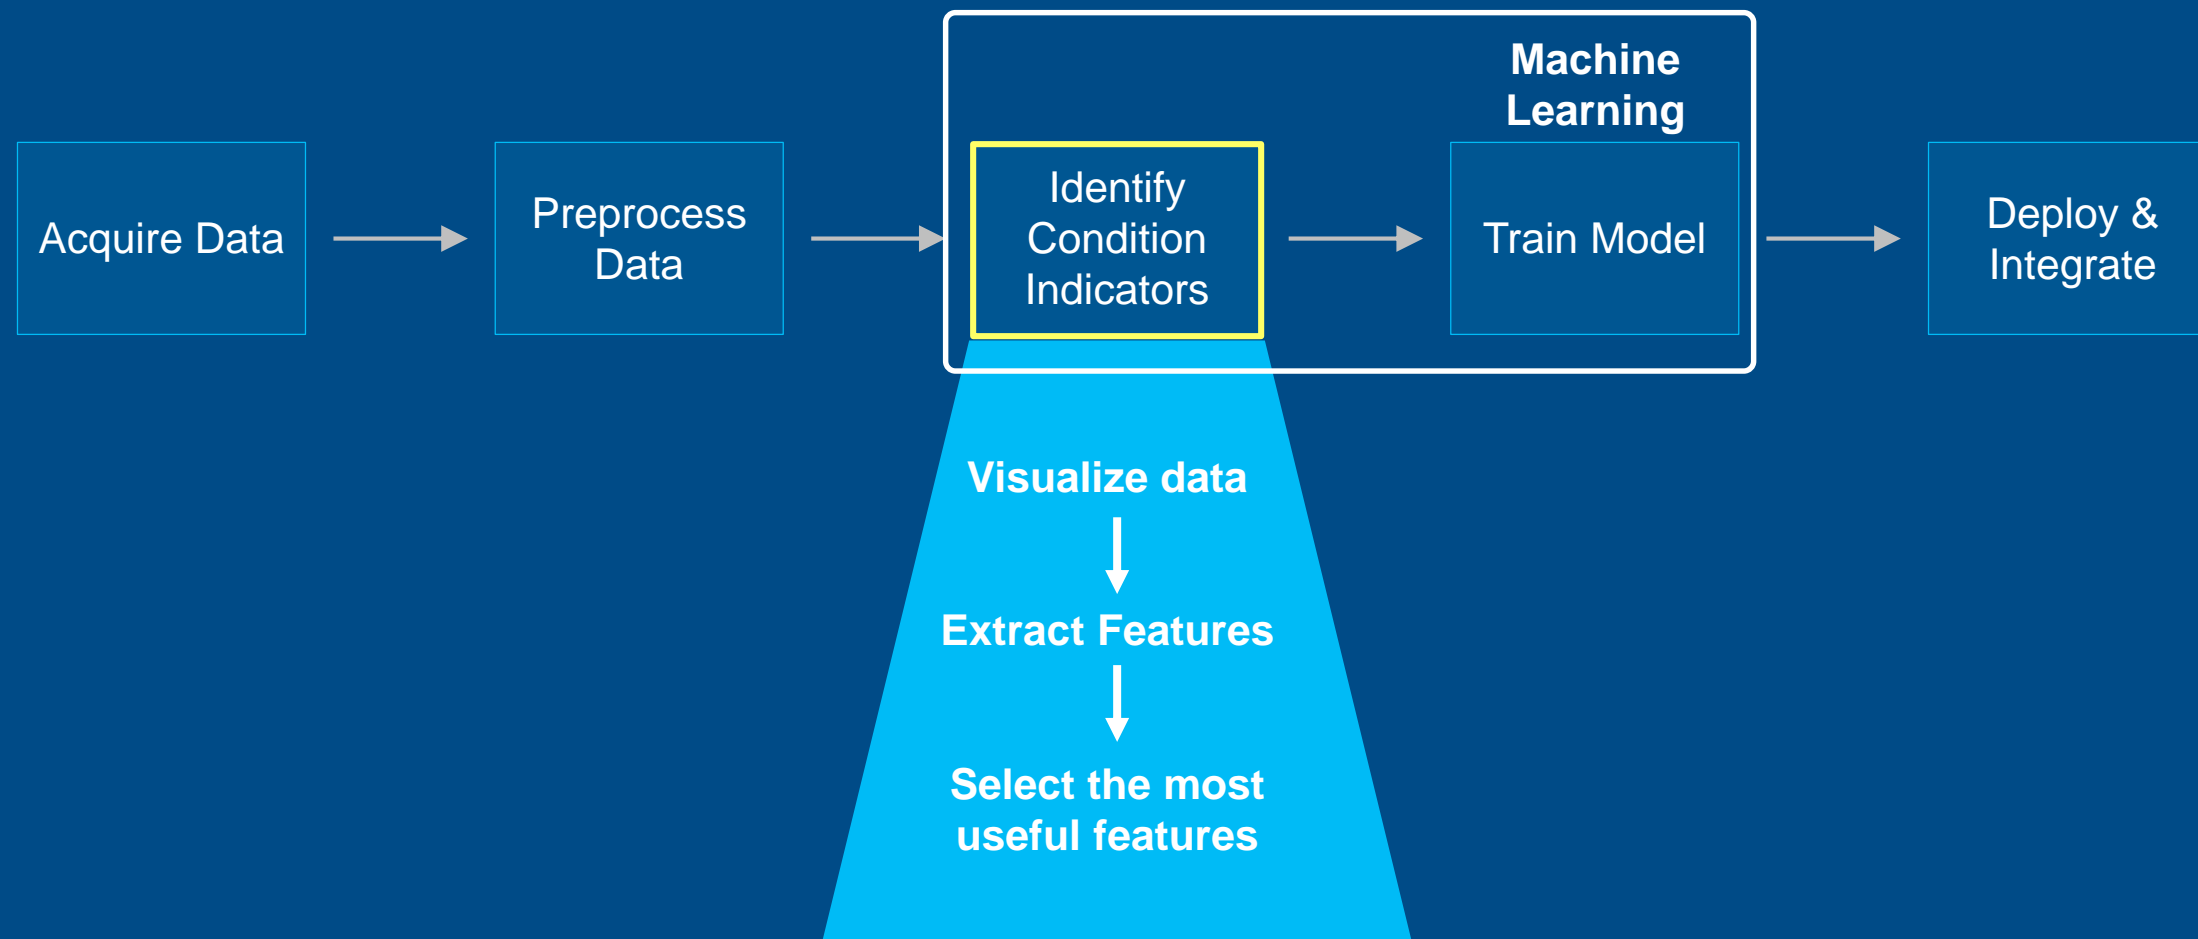 Machine
Learning
Acquire Data
Preprocess
Data
Identify
Condition
Indicators
Train Model
Deploy &
Integrate
Visualize data
Extract Features
Select the most
useful features